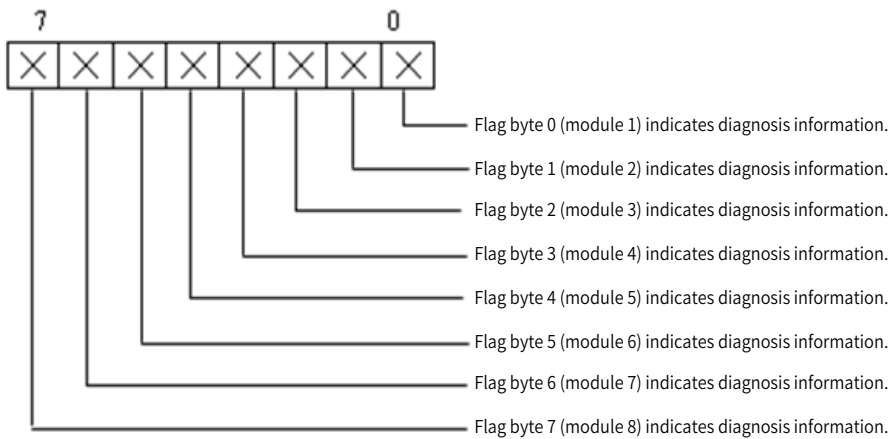 7 0
Flag byte 0 (module 1) indicates diagnosis information.
Flag byte 1 (module 2) indicates diagnosis information.
Flag byte 2 (module 3) indicates diagnosis information.
Flag byte 3 (module 4) indicates diagnosis information.
Flag byte 4 (module 5) indicates diagnosis information.
Flag byte 5 (module 6) indicates diagnosis information.
Flag byte 6 (module 7) indicates diagnosis information.
Flag byte 7 (module 8) indicates diagnosis information.